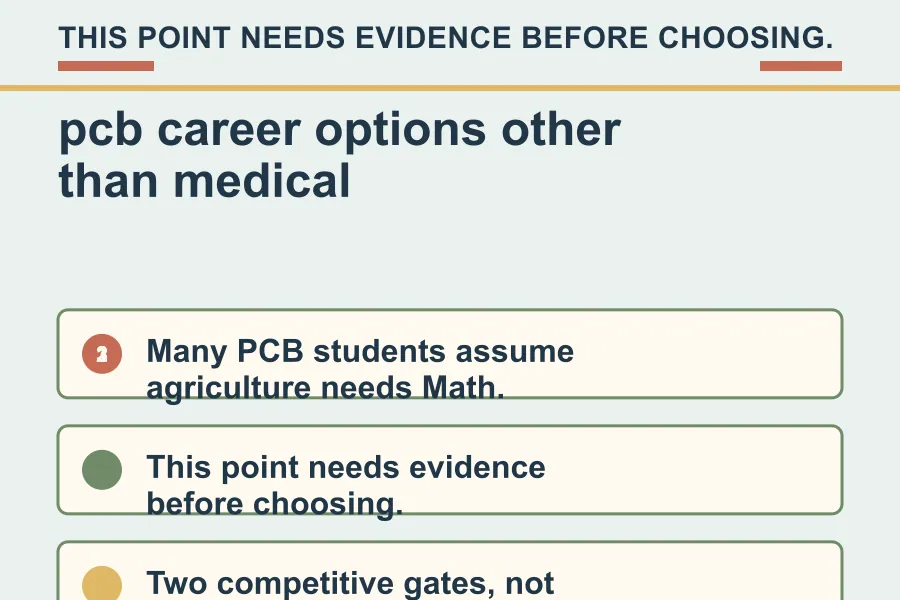 THIS POINT NEEDS EVIDENCE BEFORE CHOOSING.
pcb career options other
than medical
Many PCB students assume
agriculture needs Math.
This point needs evidence
before choosing.
Two competitive gates, not